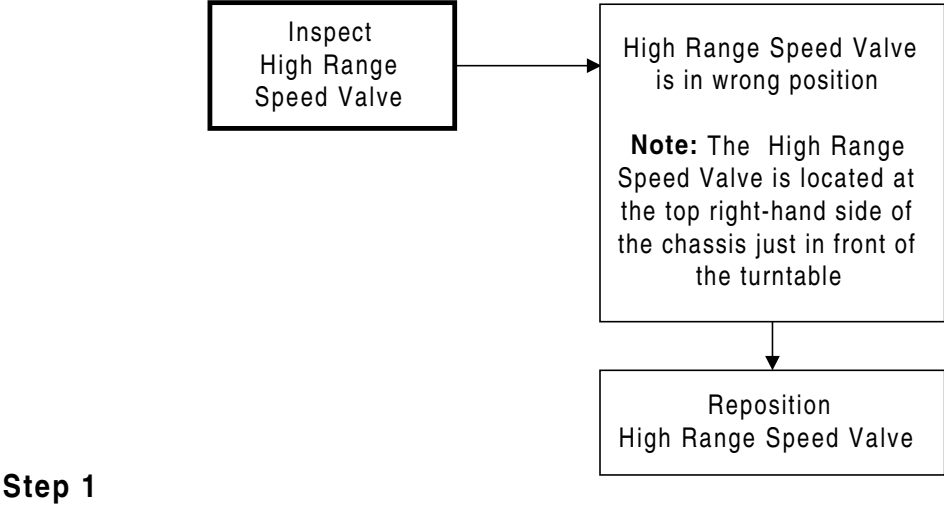 Inspect
High Range
Speed Valve
High Range Speed Valve
is in wrong position
Note: The High Range
Speed Valve is located at
the top right-hand side of
the chassis just in front of
the turntable
Reposition
High Range Speed Valve
Step 1